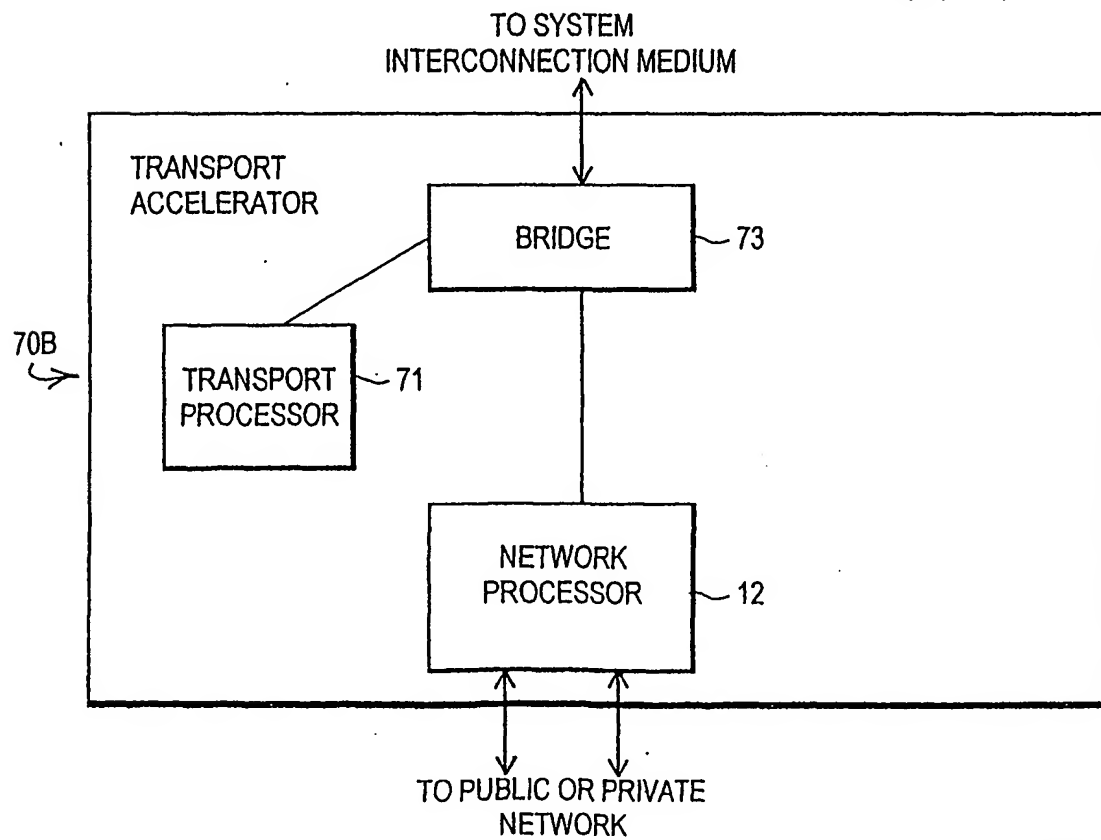 TO SYSTEM
INTERCONNECTION MEDIUM
TRANSPORT
ACCELERATOR
BRIDGE
73
70B
TRANSPORT
PROCESSOR
71
NETWORK
PROCESSOR
12
TO PUBLIC OR PRIVATE
NETWORK